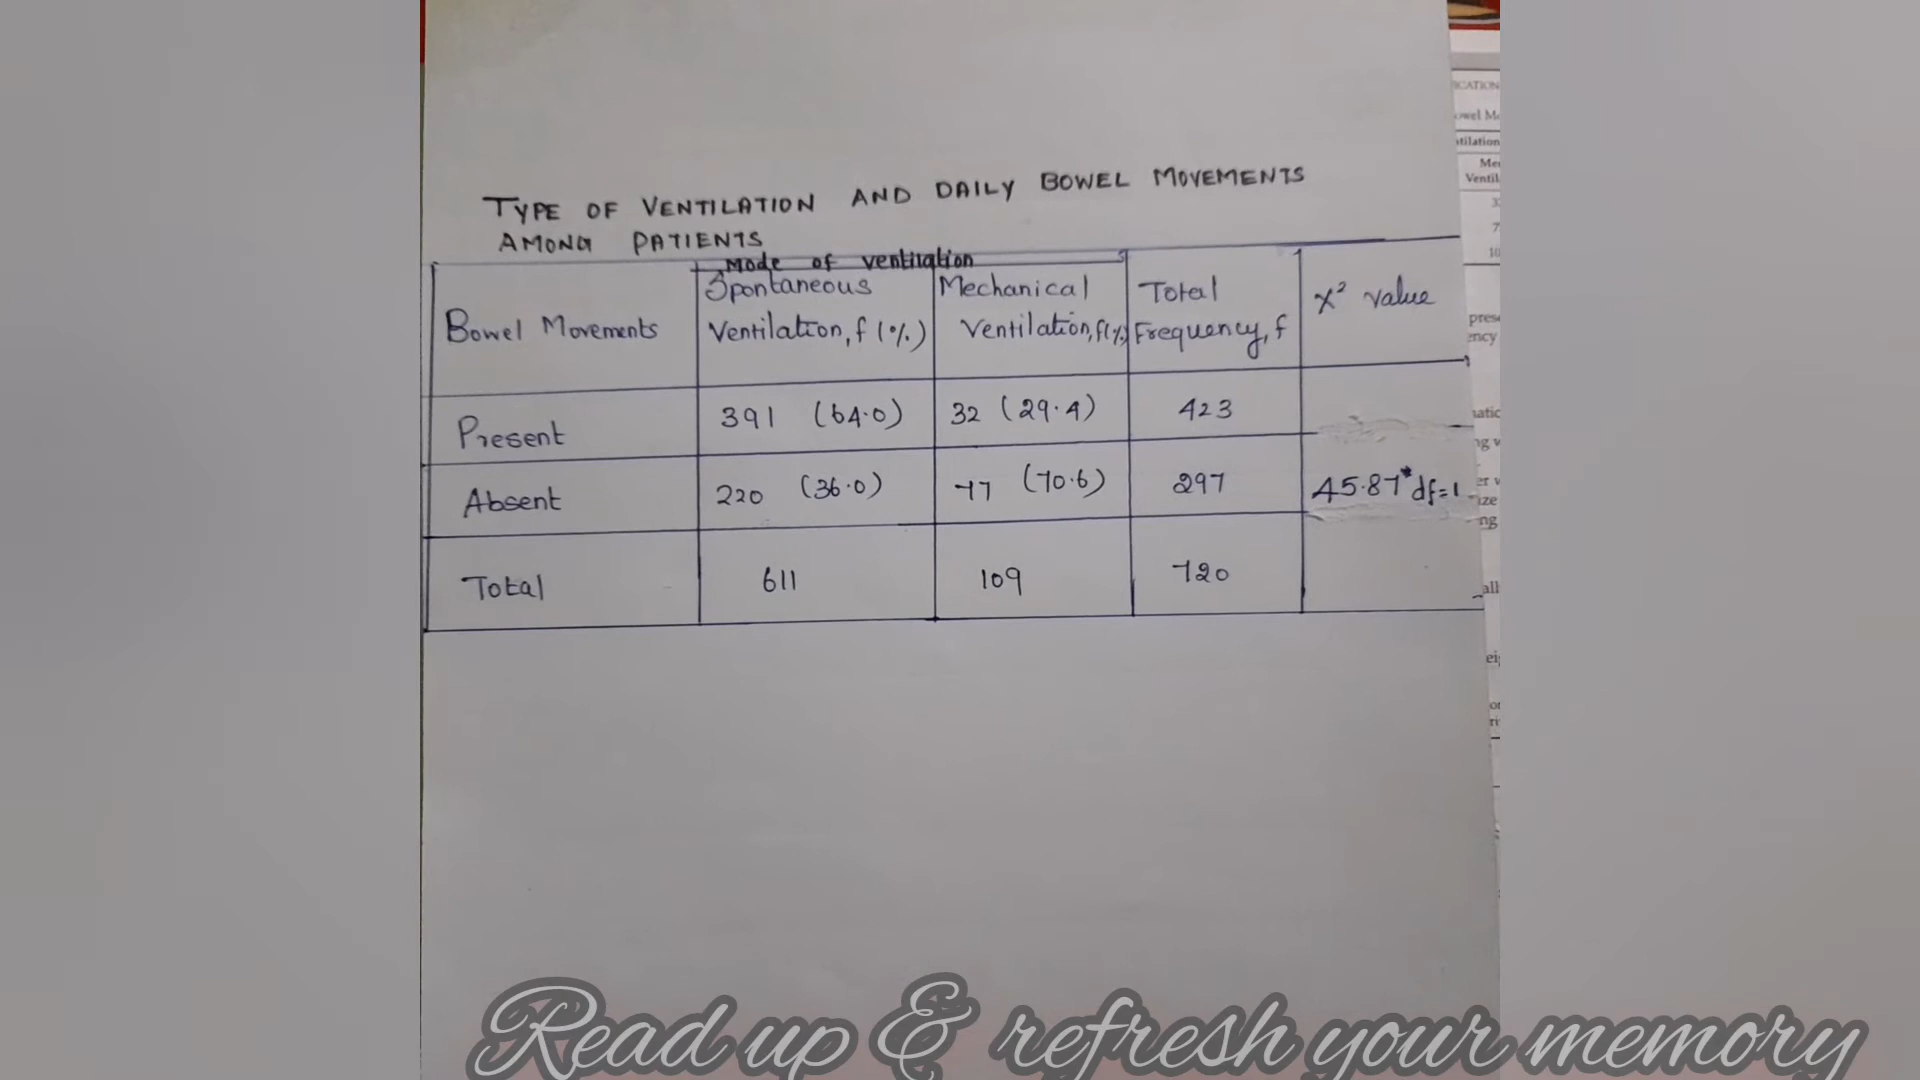 TYPE OF VENTILATION AND DAILY BOWEL MOVEMENTS
AMONG PATIENTS
Mode of ventilation
Bowel Movements
Spontaneous
Ventilation, f (%)
Mechanical
Ventilation, f(%)
Total
Frequency, f
X² value
Present
391 (64.0)
32 (29.4)
423
Absent
220 (36.0)
77 (70.6)
297
45.87* df=1
Total
611
109
720
Read up & refresh your memory